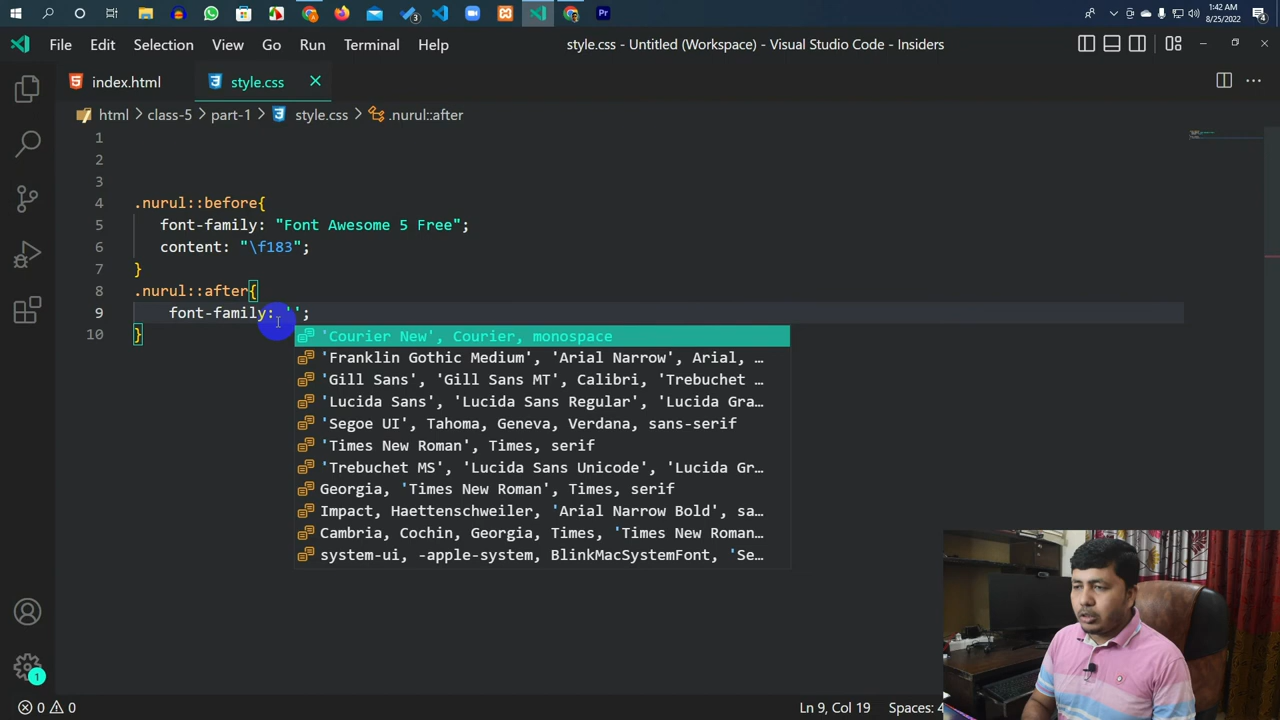 3
1:42 AM
8/25/2022
4
File Edit Selection View Go Run Terminal Help
style.css - Untitled (Workspace) - Visual Studio Code - Insiders
index.html
style.css
html > class-5 > part-1 > style.css > .nurul::after
1
2
3
4 .nurul::before{
5 font-family: "Font Awesome 5 Free";
6 content: "\f183";
7 }
8 .nurul::after{
9 font-family: '';
10 }
'Courier New', Courier, monospace
'Franklin Gothic Medium', 'Arial Narrow', Arial, …
'Gill Sans', 'Gill Sans MT', Calibri, 'Trebuchet …
'Lucida Sans', 'Lucida Sans Regular', 'Lucida Gra…
'Segoe UI', Tahoma, Geneva, Verdana, sans-serif
'Times New Roman', Times, serif
'Trebuchet MS', 'Lucida Sans Unicode', 'Lucida Gr…
Georgia, 'Times New Roman', Times, serif
Impact, Haettenschweiler, 'Arial Narrow Bold', sa…
Cambria, Cochin, Georgia, Times, 'Times New Roman…
system-ui, -apple-system, BlinkMacSystemFont, 'Se…
1
0 0
Ln 9, Col 19
Spaces: 4